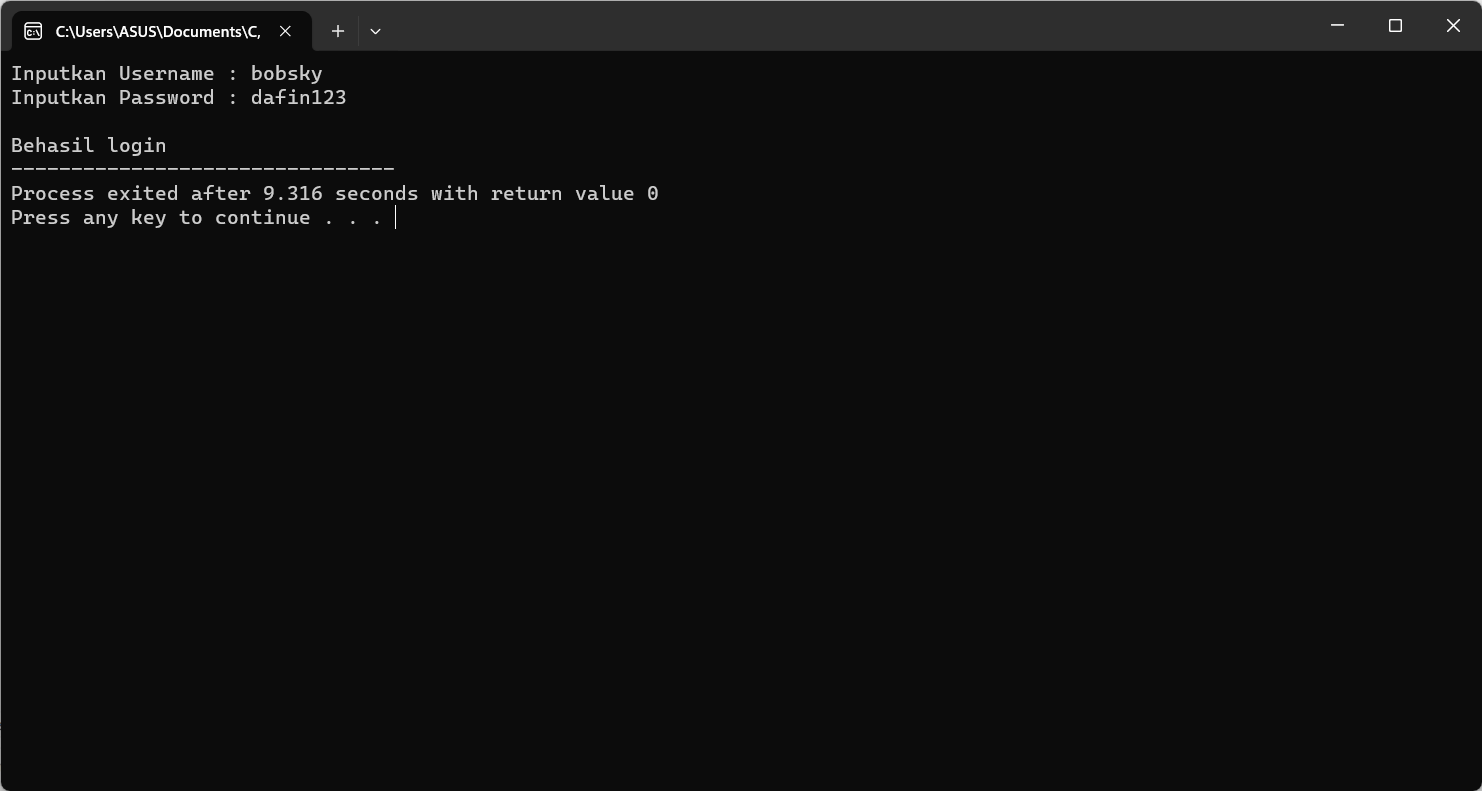 C:\Users\ASUS\Documents\C,
Inputkan Username : bobsky
Inputkan Password : dafin123
Behasil login
--------------------------------
Process exited after 9.316 seconds with return value 0
Press any key to continue . . .